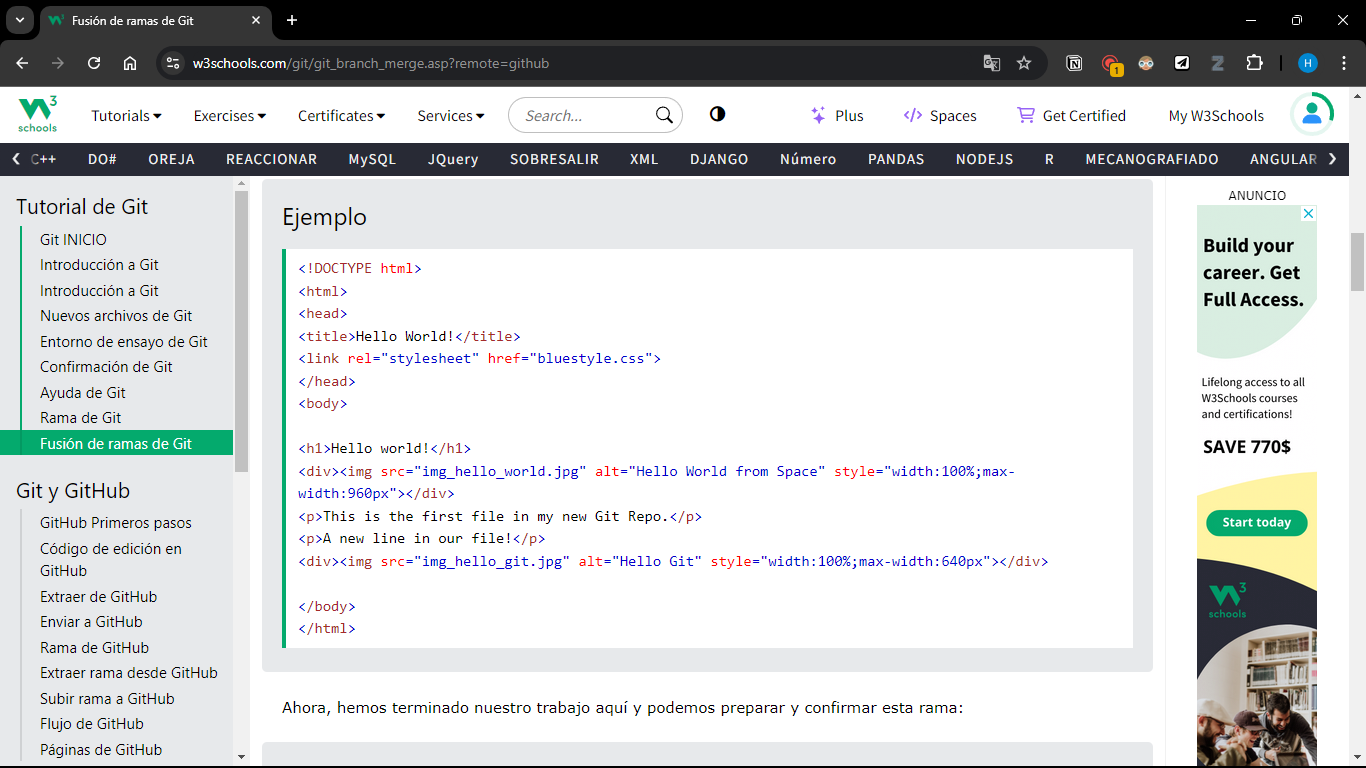 Fusión de ramas de Git
w3schools.com/git/git_branch_merge.asp?remote=github
1
H
W3 schools
Tutorials
Exercises
Certificates
Services
Search...
Plus
Spaces
Get Certified
My W3Schools
C++
DO#
OREJA
REACCIONAR
MySQL
JQuery
SOBRESALIR
XML
DJANGO
Número
PANDAS
NODEJS
R
MECANOGRAFIADO
ANGULAR
Tutorial de Git
Git INICIO
Introducción a Git
Introducción a Git
Nuevos archivos de Git
Entorno de ensayo de Git
Confirmación de Git
Ayuda de Git
Rama de Git
Fusión de ramas de Git
Git y GitHub
GitHub Primeros pasos
Código de edición en
GitHub
Extraer de GitHub
Enviar a GitHub
Rama de GitHub
Extraer rama desde GitHub
Subir rama a GitHub
Flujo de GitHub
Páginas de GitHub
Ejemplo
<!DOCTYPE html>
<html>
<head>
<title>Hello World!</title>
<link rel="stylesheet" href="bluestyle.css">
</head>
<body>
<h1>Hello world!</h1>
<div><img src="img_hello_world.jpg" alt="Hello World from Space" style="width:100%;max-
width:960px"></div>
<p>This is the first file in my new Git Repo.</p>
<p>A new line in our file!</p>
<div><img src="img_hello_git.jpg" alt="Hello Git" style="width:100%;max-width:640px"></div>
</body>
</html>
Ahora, hemos terminado nuestro trabajo aquí y podemos preparar y confirmar esta rama:
ANUNCIO
Build your
career. Get
Full Access.
Lifelong access to all
W3Schools courses
and certifications!
SAVE 770$
Start today
W3
schools